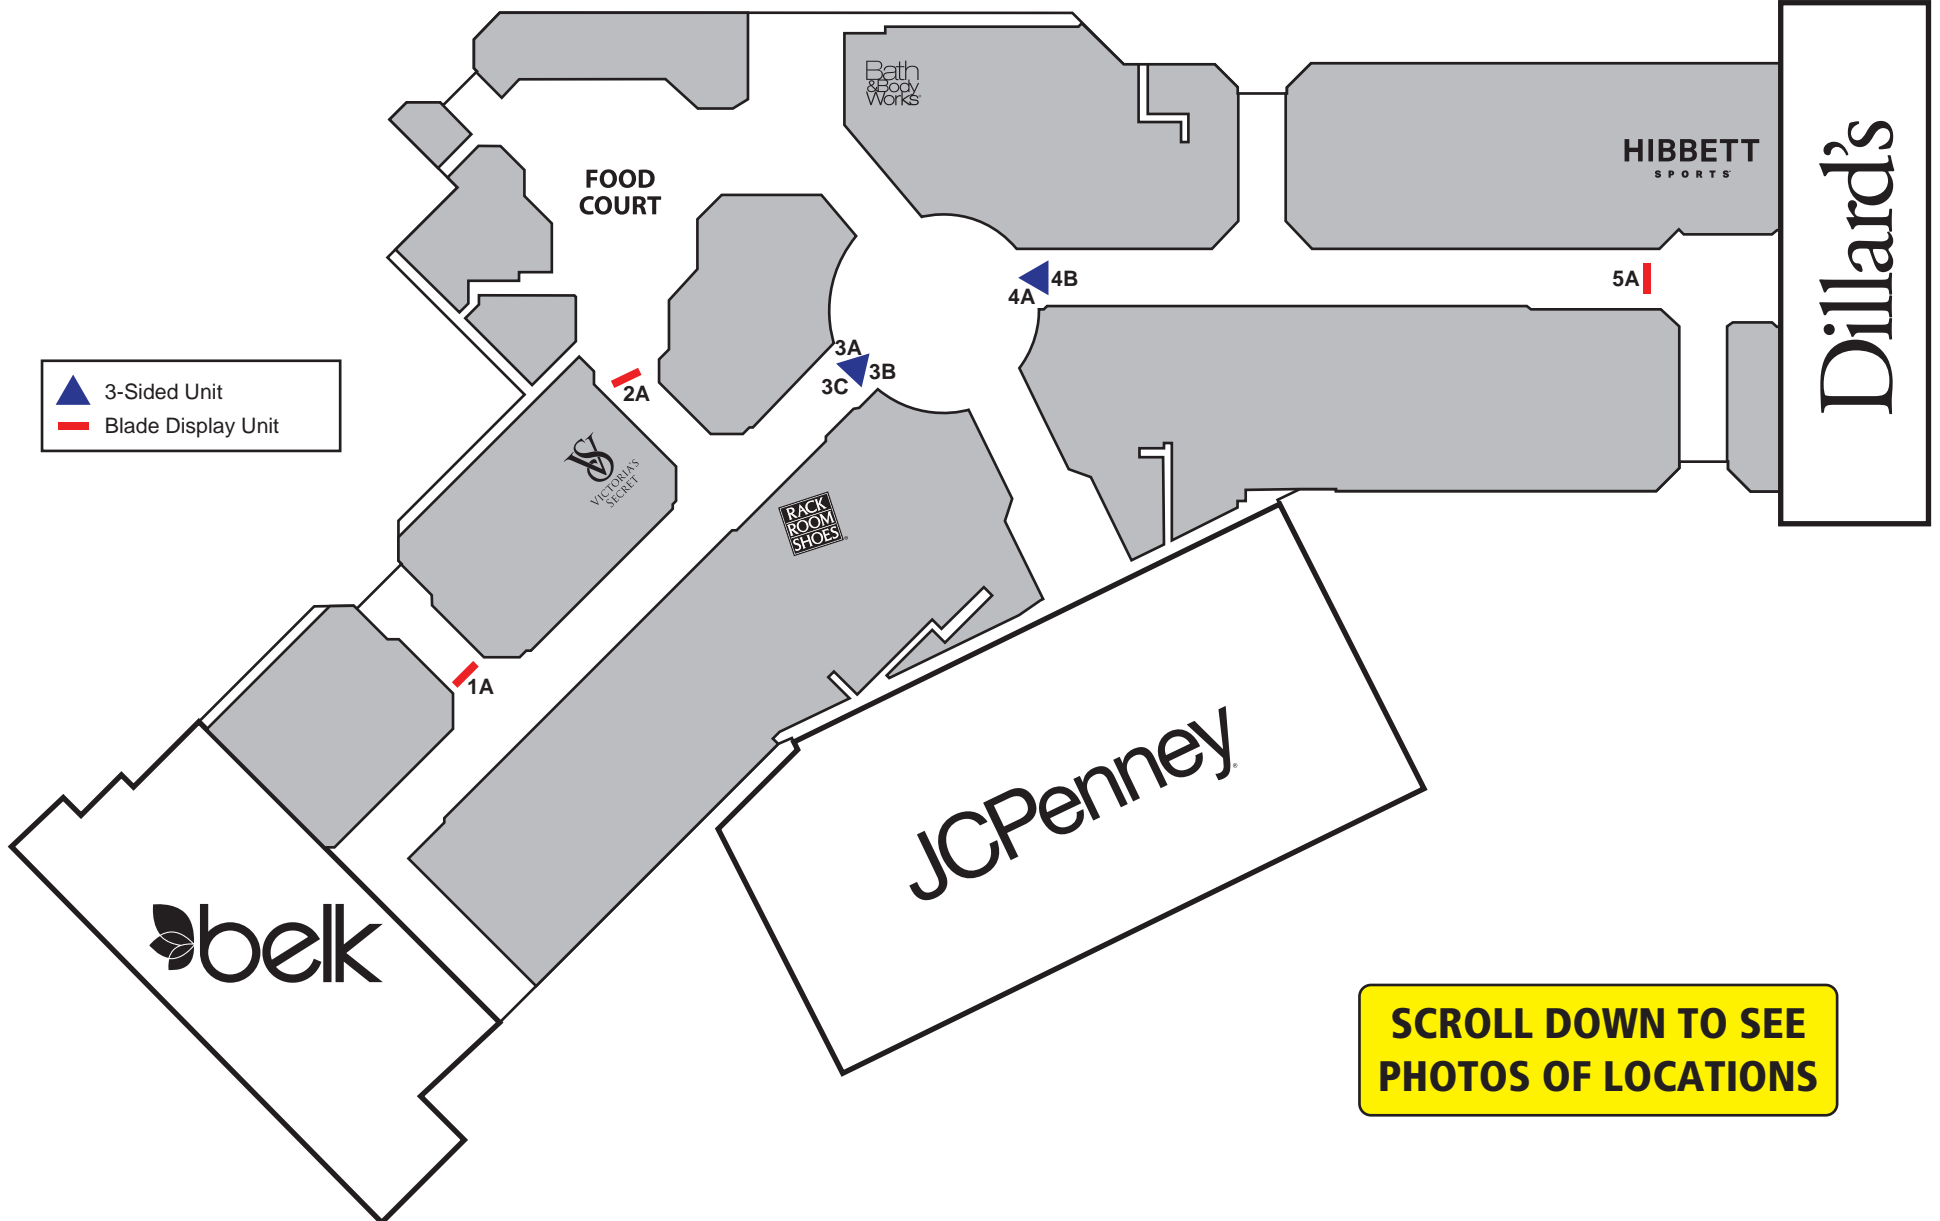 Bath
&Body
Works
HIBBETT
SPORTS
Dillard's
FOOD
COURT
4B
4A
5A
3A
3B
3C
2A
3-Sided Unit
Blade Display Unit
VS
VICTORIA'S
SECRET
RACK
ROOM
SHOES
1A
JCPenney
belk
SCROLL DOWN TO SEE
PHOTOS OF LOCATIONS